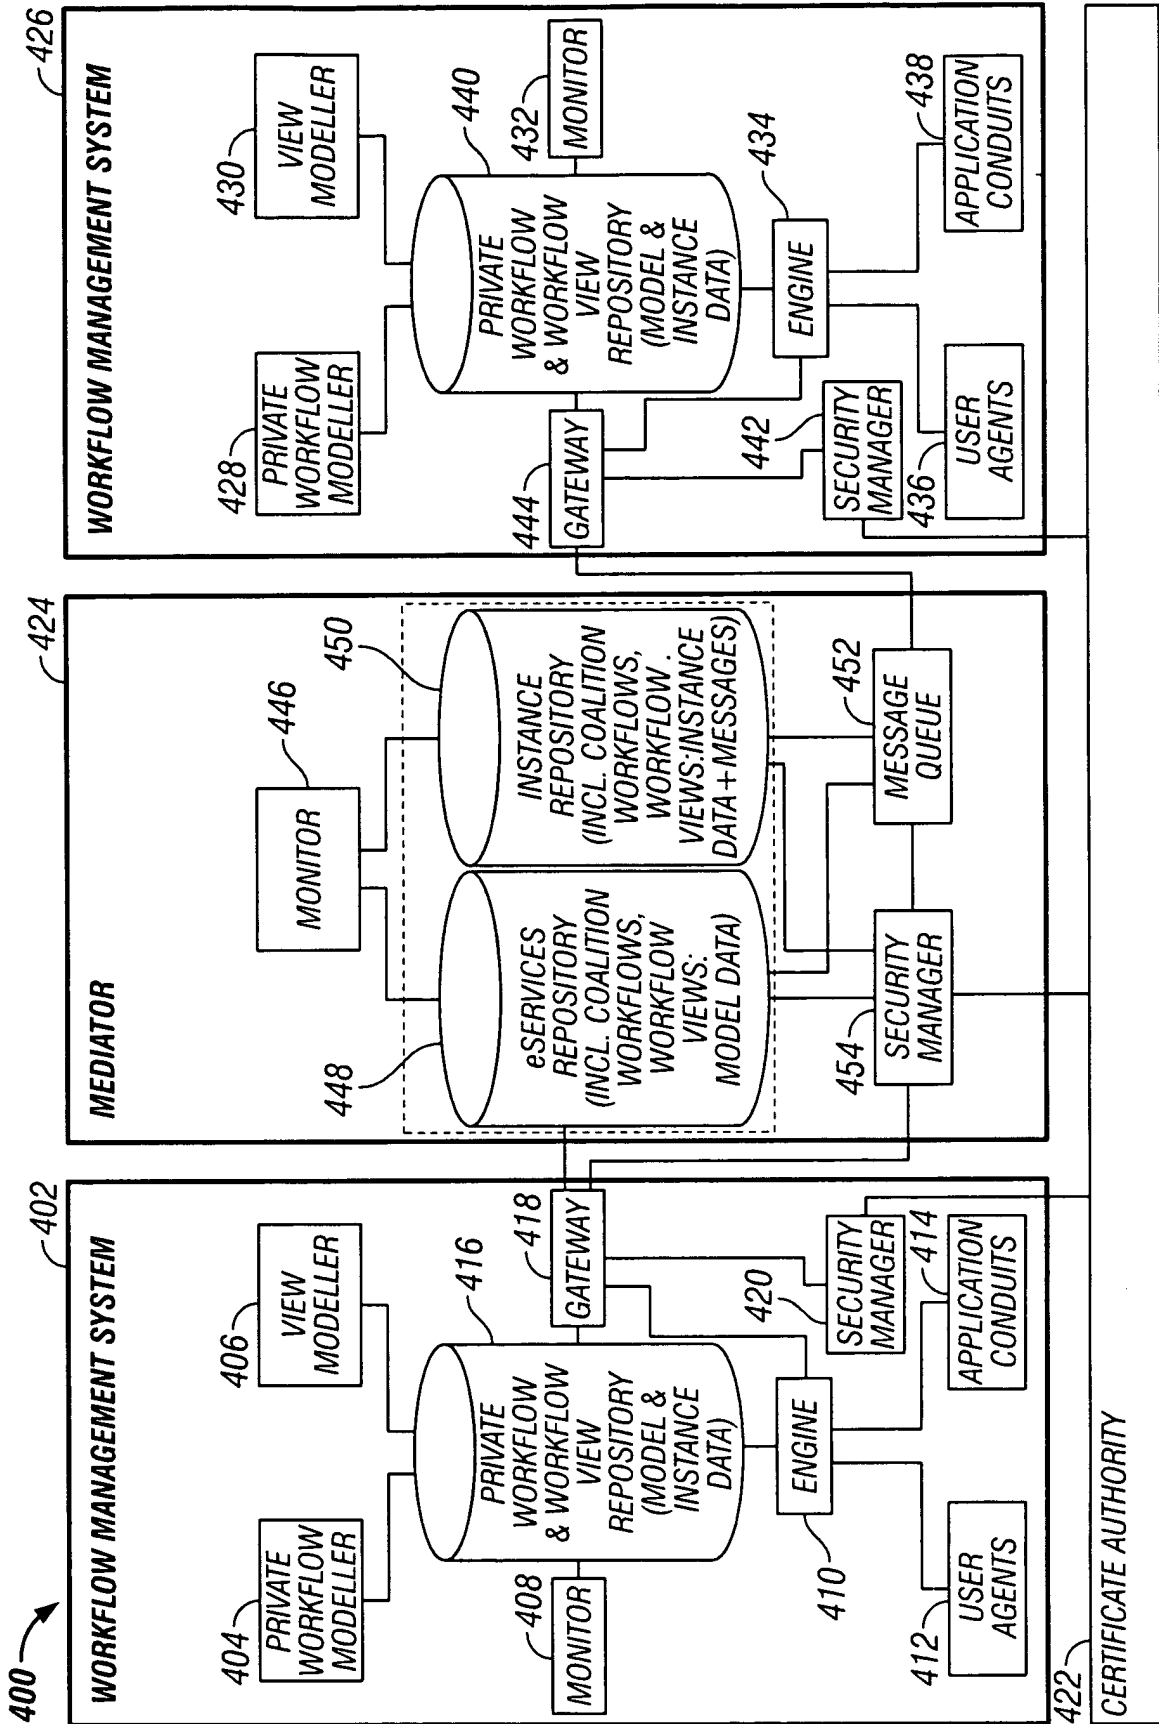 400
402
WORKFLOW MANAGEMENT SYSTEM
404
PRIVATE
WORKFLOW
MODELLER
406
VIEW
MODELLER
408
MONITOR
PRIVATE
WORKFLOW
& WORKFLOW
VIEW
REPOSITORY
(MODEL &
INSTANCE
DATA)
416
418
GATEWAY
410
ENGINE
420
SECURITY
MANAGER
412
USER
AGENTS
414
APPLICATION
CONDUITS
424
MEDIATOR
446
MONITOR
448
eSERVICES
REPOSITORY
(INCL. COALITION
WORKFLOWS,
WORKFLOW
VIEWS:
MODEL DATA)
450
INSTANCE
REPOSITORY
(INCL. COALITION
WORKFLOWS,
WORKFLOW .
VIEWS:INSTANCE
DATA+MESSAGES)
454
SECURITY
MANAGER
452
MESSAGE
QUEUE
426
WORKFLOW MANAGEMENT SYSTEM
428
PRIVATE
WORKFLOW
MODELLER
430
VIEW
MODELLER
444
GATEWAY
PRIVATE
WORKFLOW
& WORKFLOW
VIEW
REPOSITORY
(MODEL &
INSTANCE
DATA)
440
432
MONITOR
434
ENGINE
442
SECURITY
MANAGER
436
USER
AGENTS
438
APPLICATION
CONDUITS
422
CERTIFICATE AUTHORITY